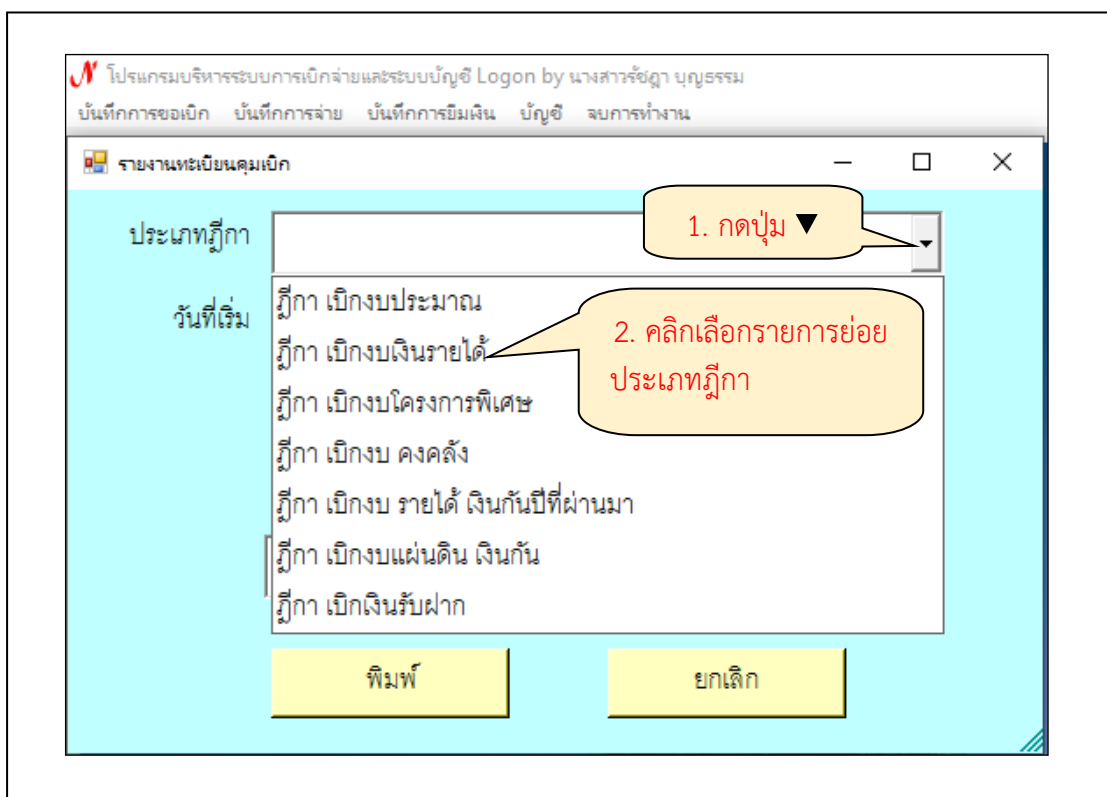 โปรแกรมบริหารระบบการเบิกจ่ายและระบบบัญชี Logon by นางสาวรัชฎา บุญธรรม
บันทึกการขอเบิก บันทึกการจ่าย บันทึกการยืมเงิน บัญชี จบการทำงาน
รายงานทะเบียนคุมเบิก
ประเภทฎีกา
1. กดปุ่ม ▼
วันที่เริ่ม
ฎีกา เบิกงบประมาณ
ฎีกา เบิกงบเงินรายได้
2. คลิกเลือกรายการย่อย
ประเภทฎีกา
ฎีกา เบิกงบโครงการพิเศษ
ฎีกา เบิกงบ คงคลัง
ฎีกา เบิกงบ รายได้ เงินกันปีที่ผ่านมา
ฎีกา เบิกงบแผ่นดิน เงินกัน
ฎีกา เบิกเงินรับฝาก
พิมพ์ ยกเลิก